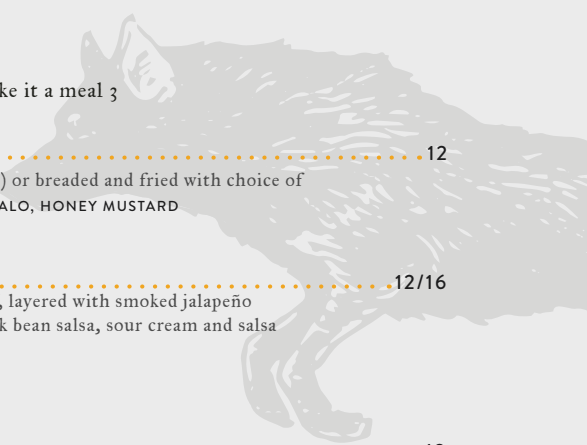 ke it a meal 3
12
) or breaded and fried with choice of
ALO, HONEY MUSTARD
12/16
, layered with smoked jalapeño
k bean salsa, sour cream and salsa